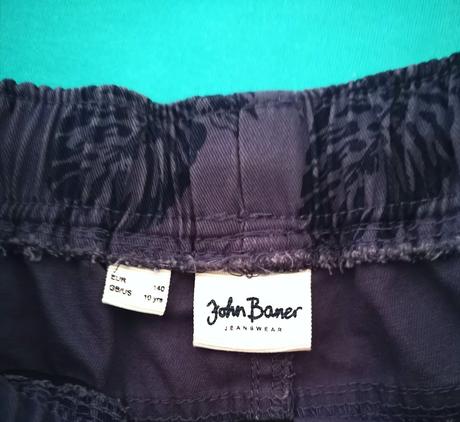 EUR 140
GB/US 10 yrs
John Baner
JEANSWEAR